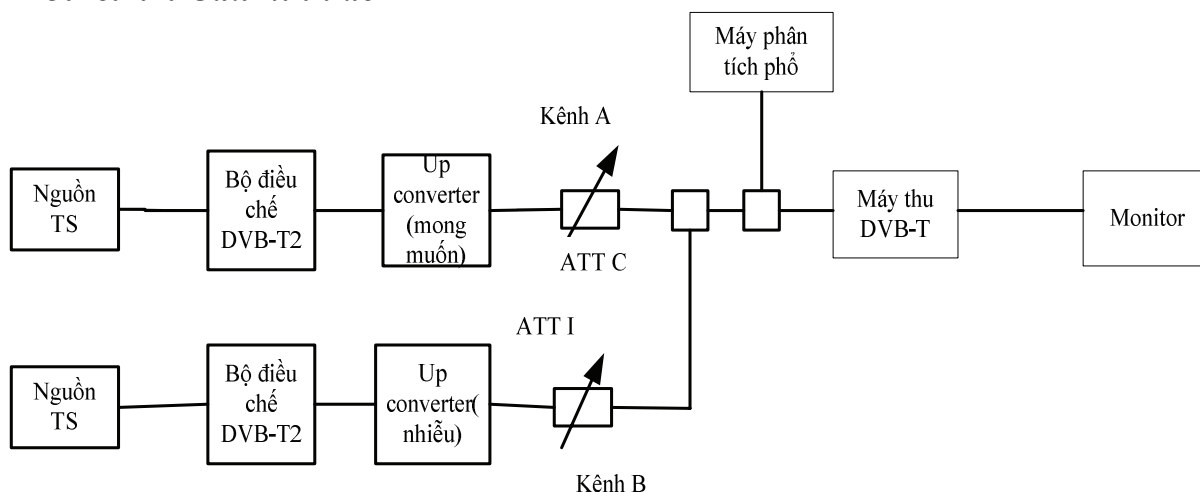 Máy phân
tích phổ
Kênh A
Nguồn
TS
Bộ điều
chế
DVB-T2
Up
converter
(mong
muốn)
ATT C
Máy thu
DVB-T
Monitor
ATT I
Nguồn
TS
Bộ điều
chế
DVB-T2
Up
converter(
nhiễu)
Kênh B